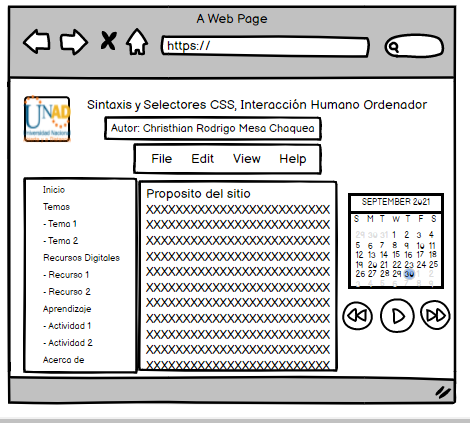 A Web Page
https://
UNAD
Universidad Nacional
Sintaxis y Selectores CSS, Interacción Humano Ordenador
Autor: Christhian Rodrigo Mesa Chaquea
File Edit View Help
Inicio
Temas
- Tema 1
- Tema 2
Recursos Digitales
- Recurso 1
- Recurso 2
Aprendizaje
- Actividad 1
- Actividad 2
Acerca de
Proposito del sitio
XXXXXXXXXXXXXXXXXXXXXXXX
XXXXXXXXXXXXXXXXXXXXXXXX
XXXXXXXXXXXXXXXXXXXXXXXX
XXXXXXXXXXXXXXXXXXXXXXXX
XXXXXXXXXXXXXXXXXXXXXXXX
XXXXXXXXXXXXXXXXXXXXXXXX
XXXXXXXXXXXXXXXXXXXXXXXX
XXXXXXXXXXXXXXXXXXXXXXXX
XXXXXXXXXXXXXXXXXXXXXXXX
XXXXXXXXXXXXXXXXXXXXXXXX
XXXXXXXXXXXXXXXXXXXXXXXX
SEPTEMBER 2021
S M T W T F S
29 30 31 1 2 3 4
5 6 7 8 9 10 11
12 13 14 15 16 17 18
19 20 21 22 23 24 25
26 27 28 29 30 1 2